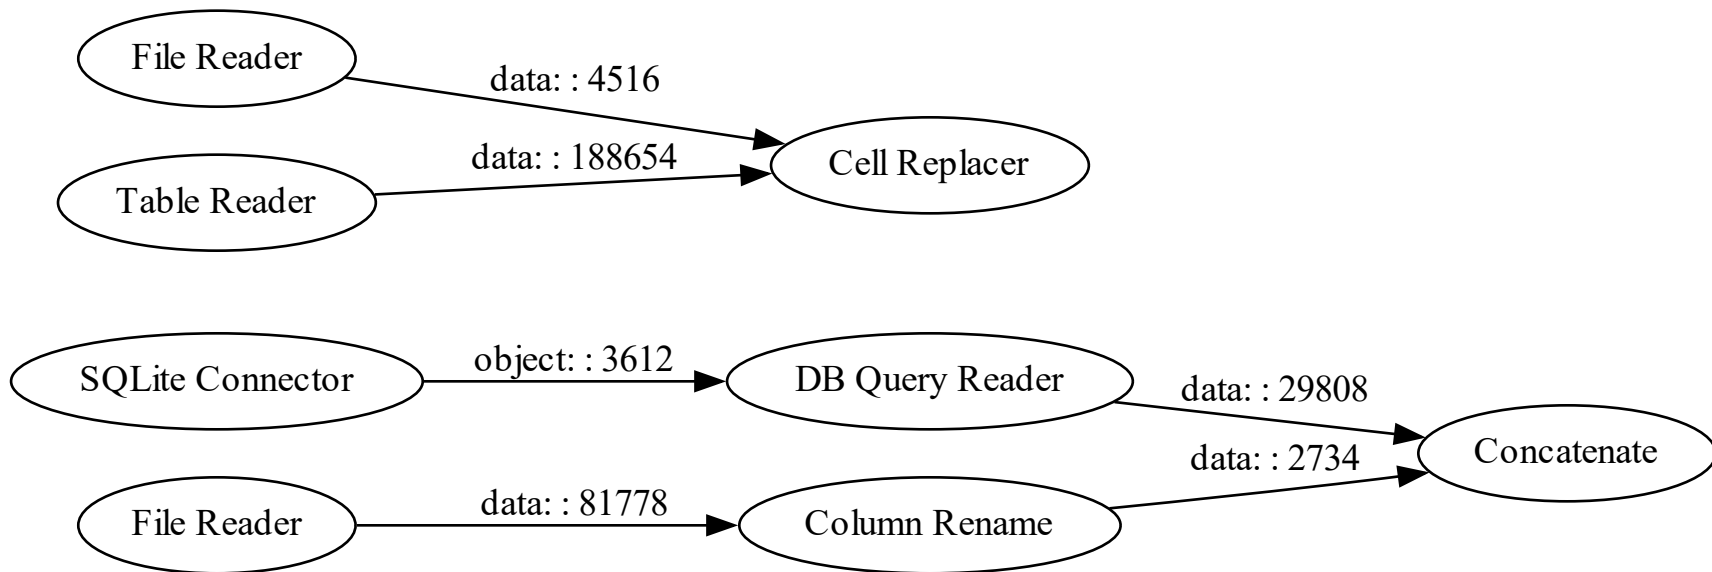 File Reader
data: : 4516
Table Reader
data: : 188654
Cell Replacer
SQLite Connector
object: : 3612
DB Query Reader
data: : 29808
File Reader
data: : 81778
Column Rename
data: : 2734
Concatenate